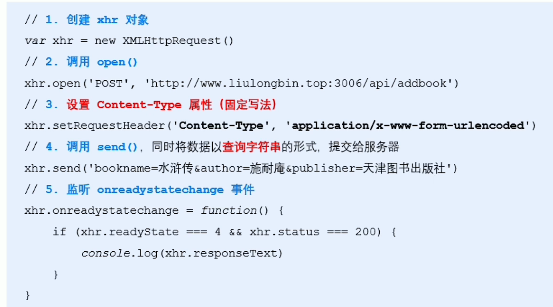 // 1. 创建 xhr 对象
var xhr = new XMLHttpRequest()
// 2. 调用 open()
xhr.open('POST', 'http://www.liulongbin.top:3006/api/addbook')
// 3. 设置 Content-Type 属性（固定写法）
xhr.setRequestHeader('Content-Type', 'application/x-www-form-urlencoded')
// 4. 调用 send()，同时将数据以查询字符串的形式，提交给服务器
xhr.send('bookname=水浒传&author=施耐庵&publisher=天津图书出版社')
// 5. 监听 onreadystatechange 事件
xhr.onreadystatechange = function() {
    if (xhr.readyState === 4 && xhr.status === 200) {
        console.log(xhr.responseText)
    }
}